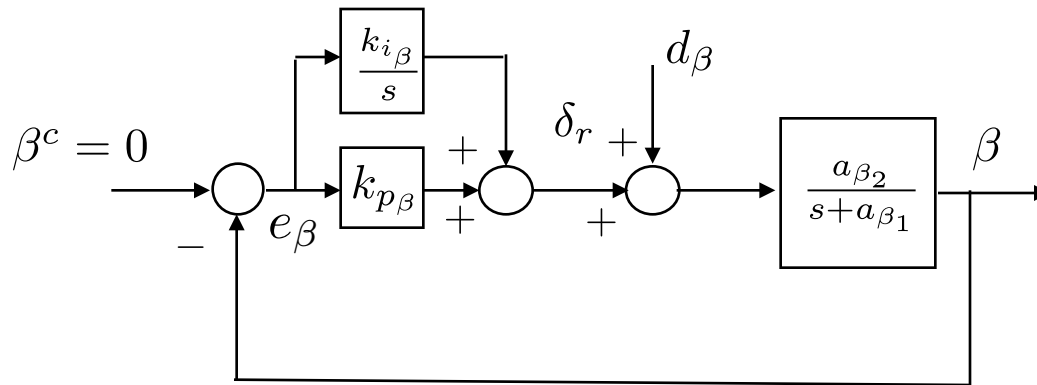 k_{i_β}
s
β^c = 0
k_{p_β}
+
+
−
e_β
δ_r
+
+
d_β
a_{β_2}
s+a_{β_1}
β